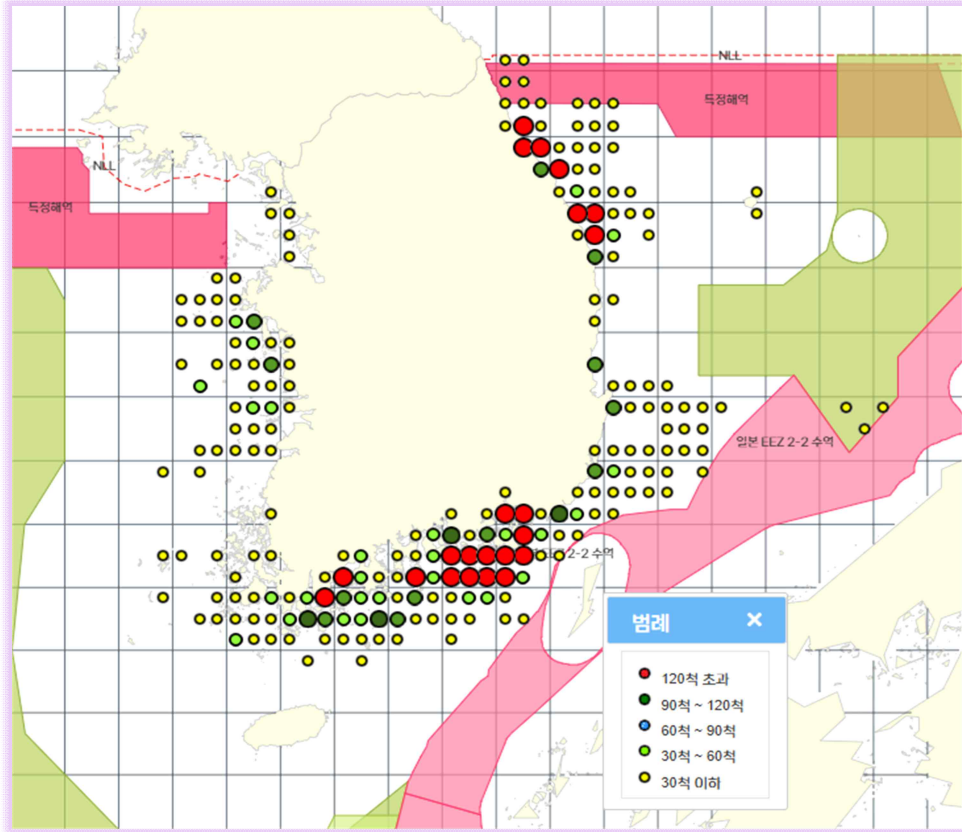 NLL
특정해역
NLL
특정해역
일본 EEZ 2-2 수역
EEZ 2-2 수역
범례 ×
120척 초과
90척 ~ 120척
60척 ~ 90척
30척 ~ 60척
30척 이하